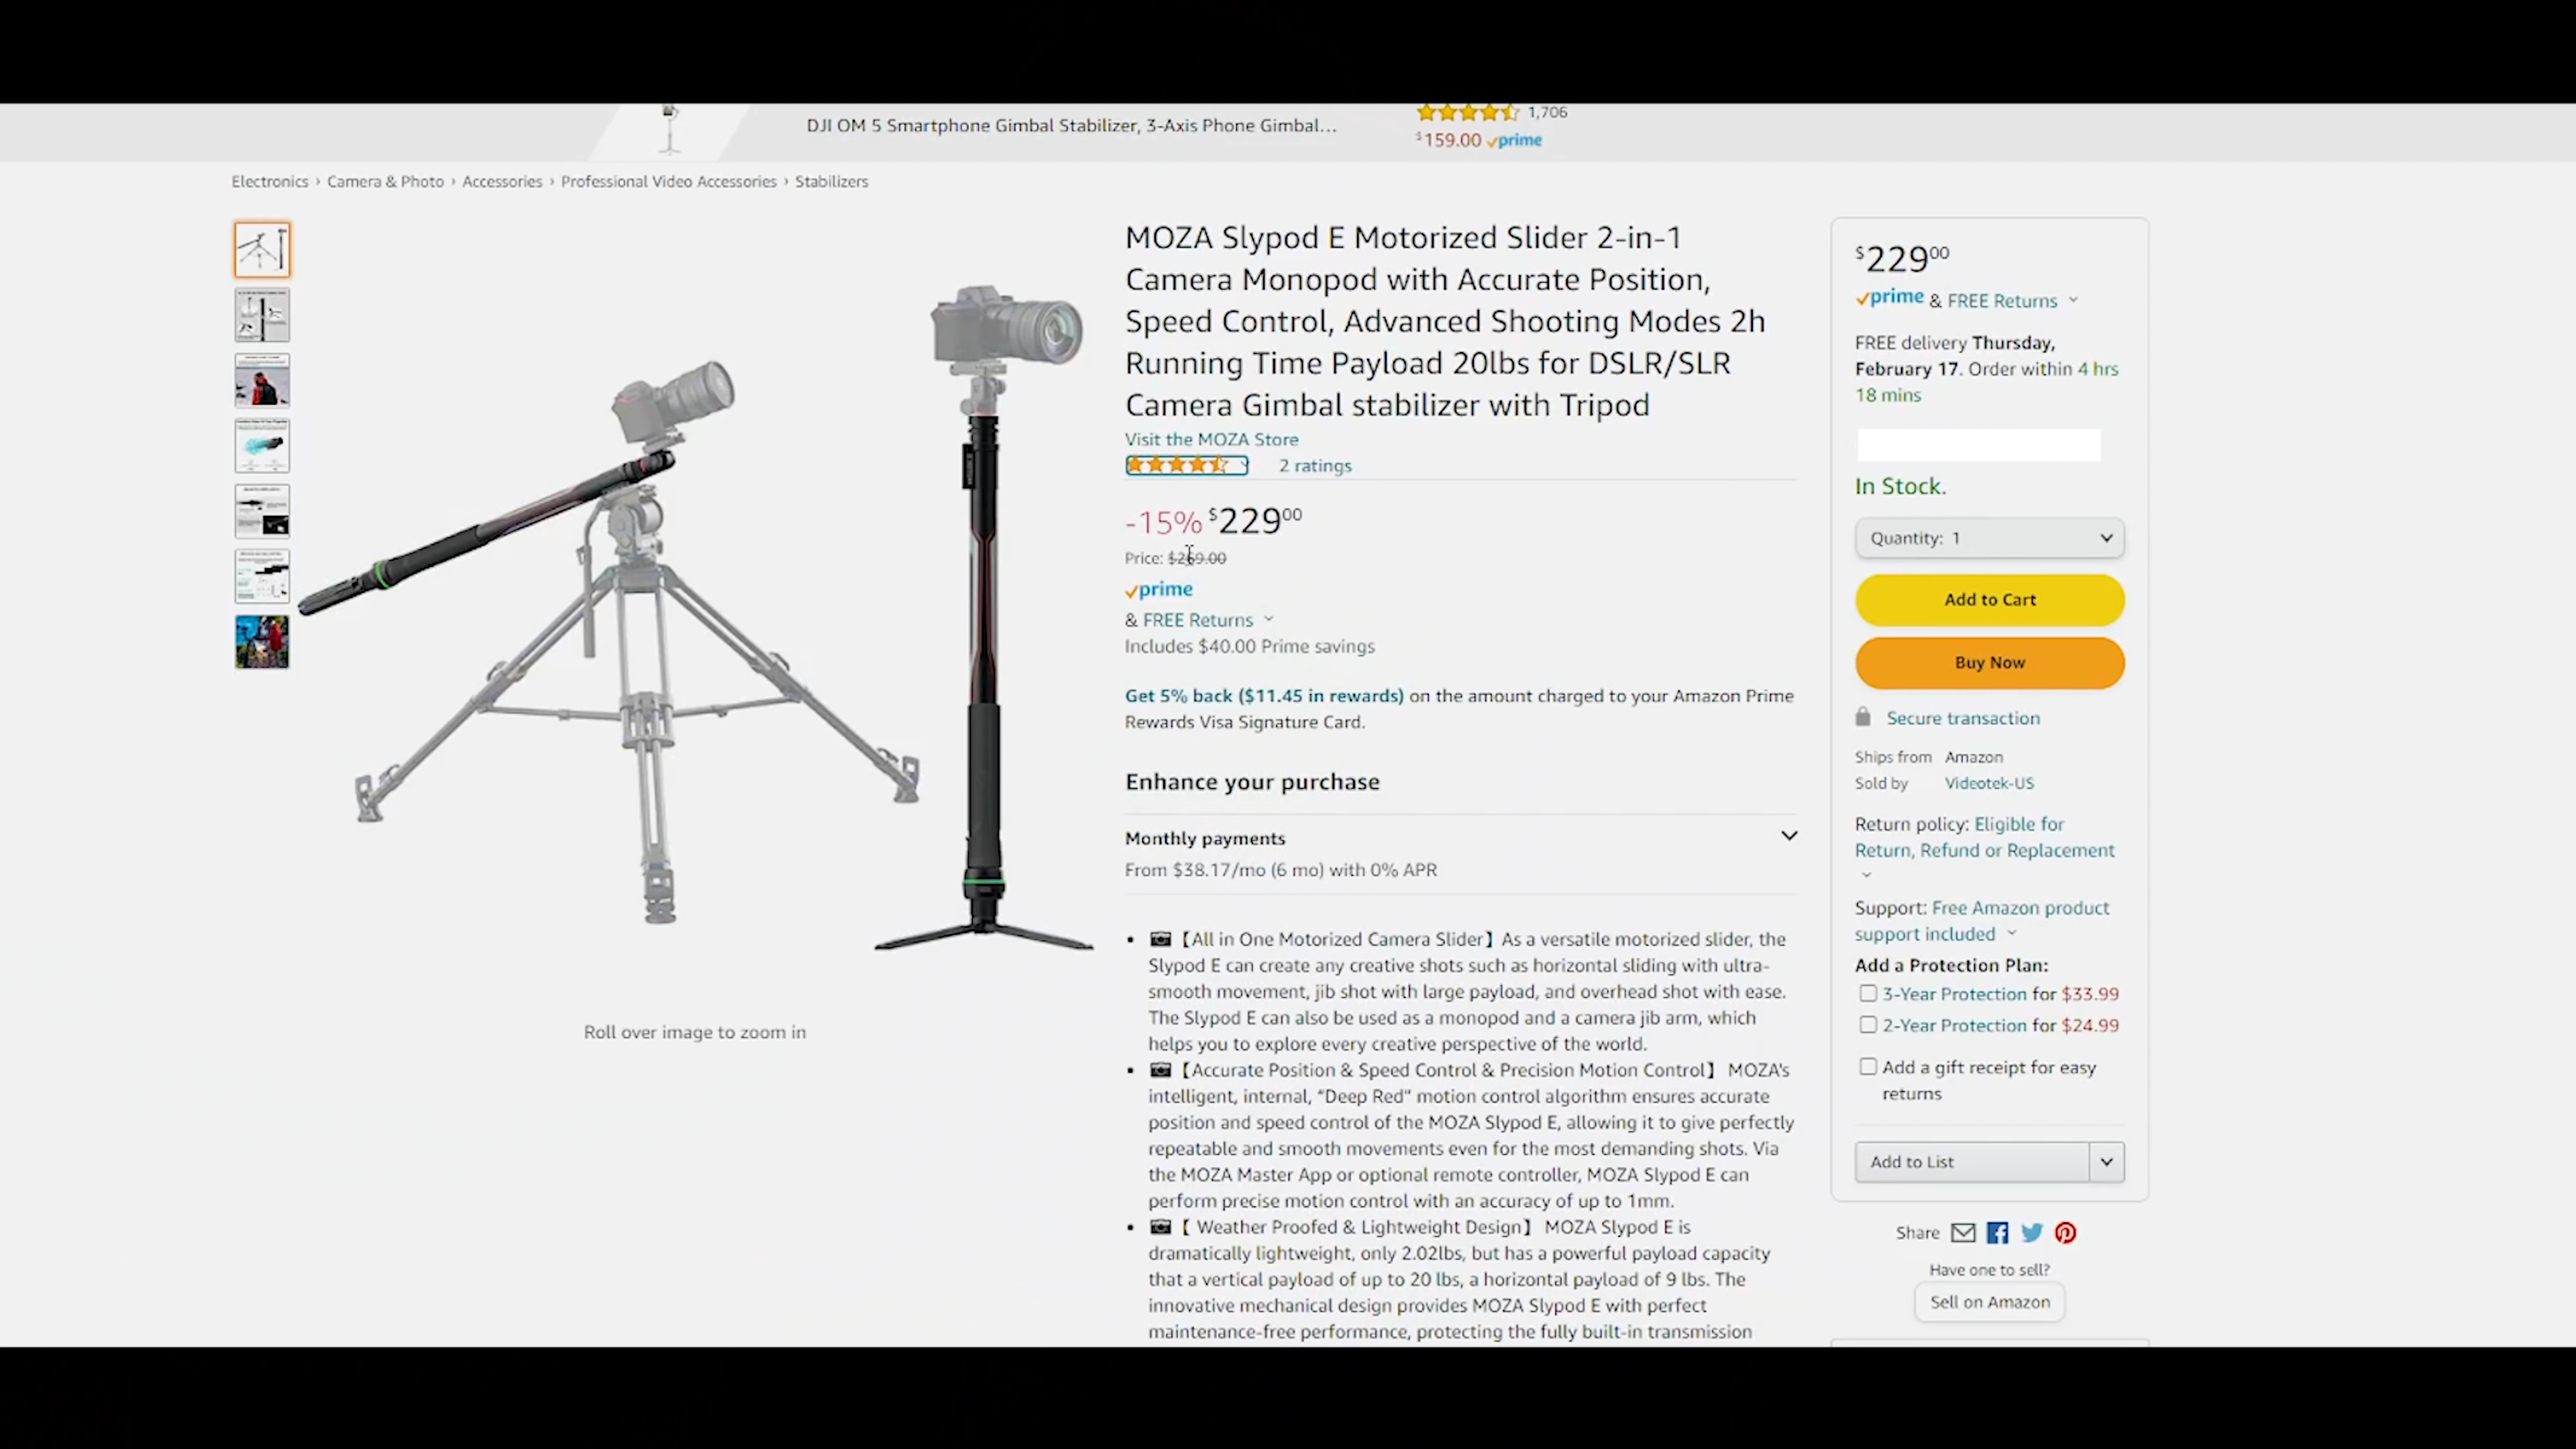 DJI OM 5 Smartphone Gimbal Stabilizer, 3-Axis Phone Gimbal...
1,706
$159.00 prime
Electronics › Camera & Photo › Accessories › Professional Video Accessories › Stabilizers
MOZA Slypod E Motorized Slider 2-in-1
Camera Monopod with Accurate Position,
Speed Control, Advanced Shooting Modes 2h
Running Time Payload 20lbs for DSLR/SLR
Camera Gimbal stabilizer with Tripod
Visit the MOZA Store
2 ratings
-15% $22900
Price: $269.00
prime
& FREE Returns
Includes $40.00 Prime savings
Get 5% back ($11.45 in rewards) on the amount charged to your Amazon Prime
Rewards Visa Signature Card.
Enhance your purchase
Monthly payments
From $38.17/mo (6 mo) with 0% APR
• 【All in One Motorized Camera Slider】As a versatile motorized slider, the
Slypod E can create any creative shots such as horizontal sliding with ultra-
smooth movement, jib shot with large payload, and overhead shot with ease.
The Slypod E can also be used as a monopod and a camera jib arm, which
helps you to explore every creative perspective of the world.
• 【Accurate Position & Speed Control & Precision Motion Control】 MOZA's
intelligent, internal, “Deep Red” motion control algorithm ensures accurate
position and speed control of the MOZA Slypod E, allowing it to give perfectly
repeatable and smooth movements even for the most demanding shots. Via
the MOZA Master App or optional remote controller, MOZA Slypod E can
perform precise motion control with an accuracy of up to 1mm.
• 【 Weather Proofed & Lightweight Design】 MOZA Slypod E is
dramatically lightweight, only 2.02lbs, but has a powerful payload capacity
that a vertical payload of up to 20 lbs, a horizontal payload of 9 lbs. The
innovative mechanical design provides MOZA Slypod E with perfect
maintenance-free performance, protecting the fully built-in transmission
Roll over image to zoom in
$22900
prime & FREE Returns
FREE delivery Thursday,
February 17. Order within 4 hrs
18 mins
In Stock.
Quantity: 1
Add to Cart
Buy Now
Secure transaction
Ships from Amazon
Sold by Videotek-US
Return policy: Eligible for
Return, Refund or Replacement
Support: Free Amazon product
support included
Add a Protection Plan:
3-Year Protection for $33.99
2-Year Protection for $24.99
Add a gift receipt for easy
returns
Add to List
Share
Have one to sell?
Sell on Amazon